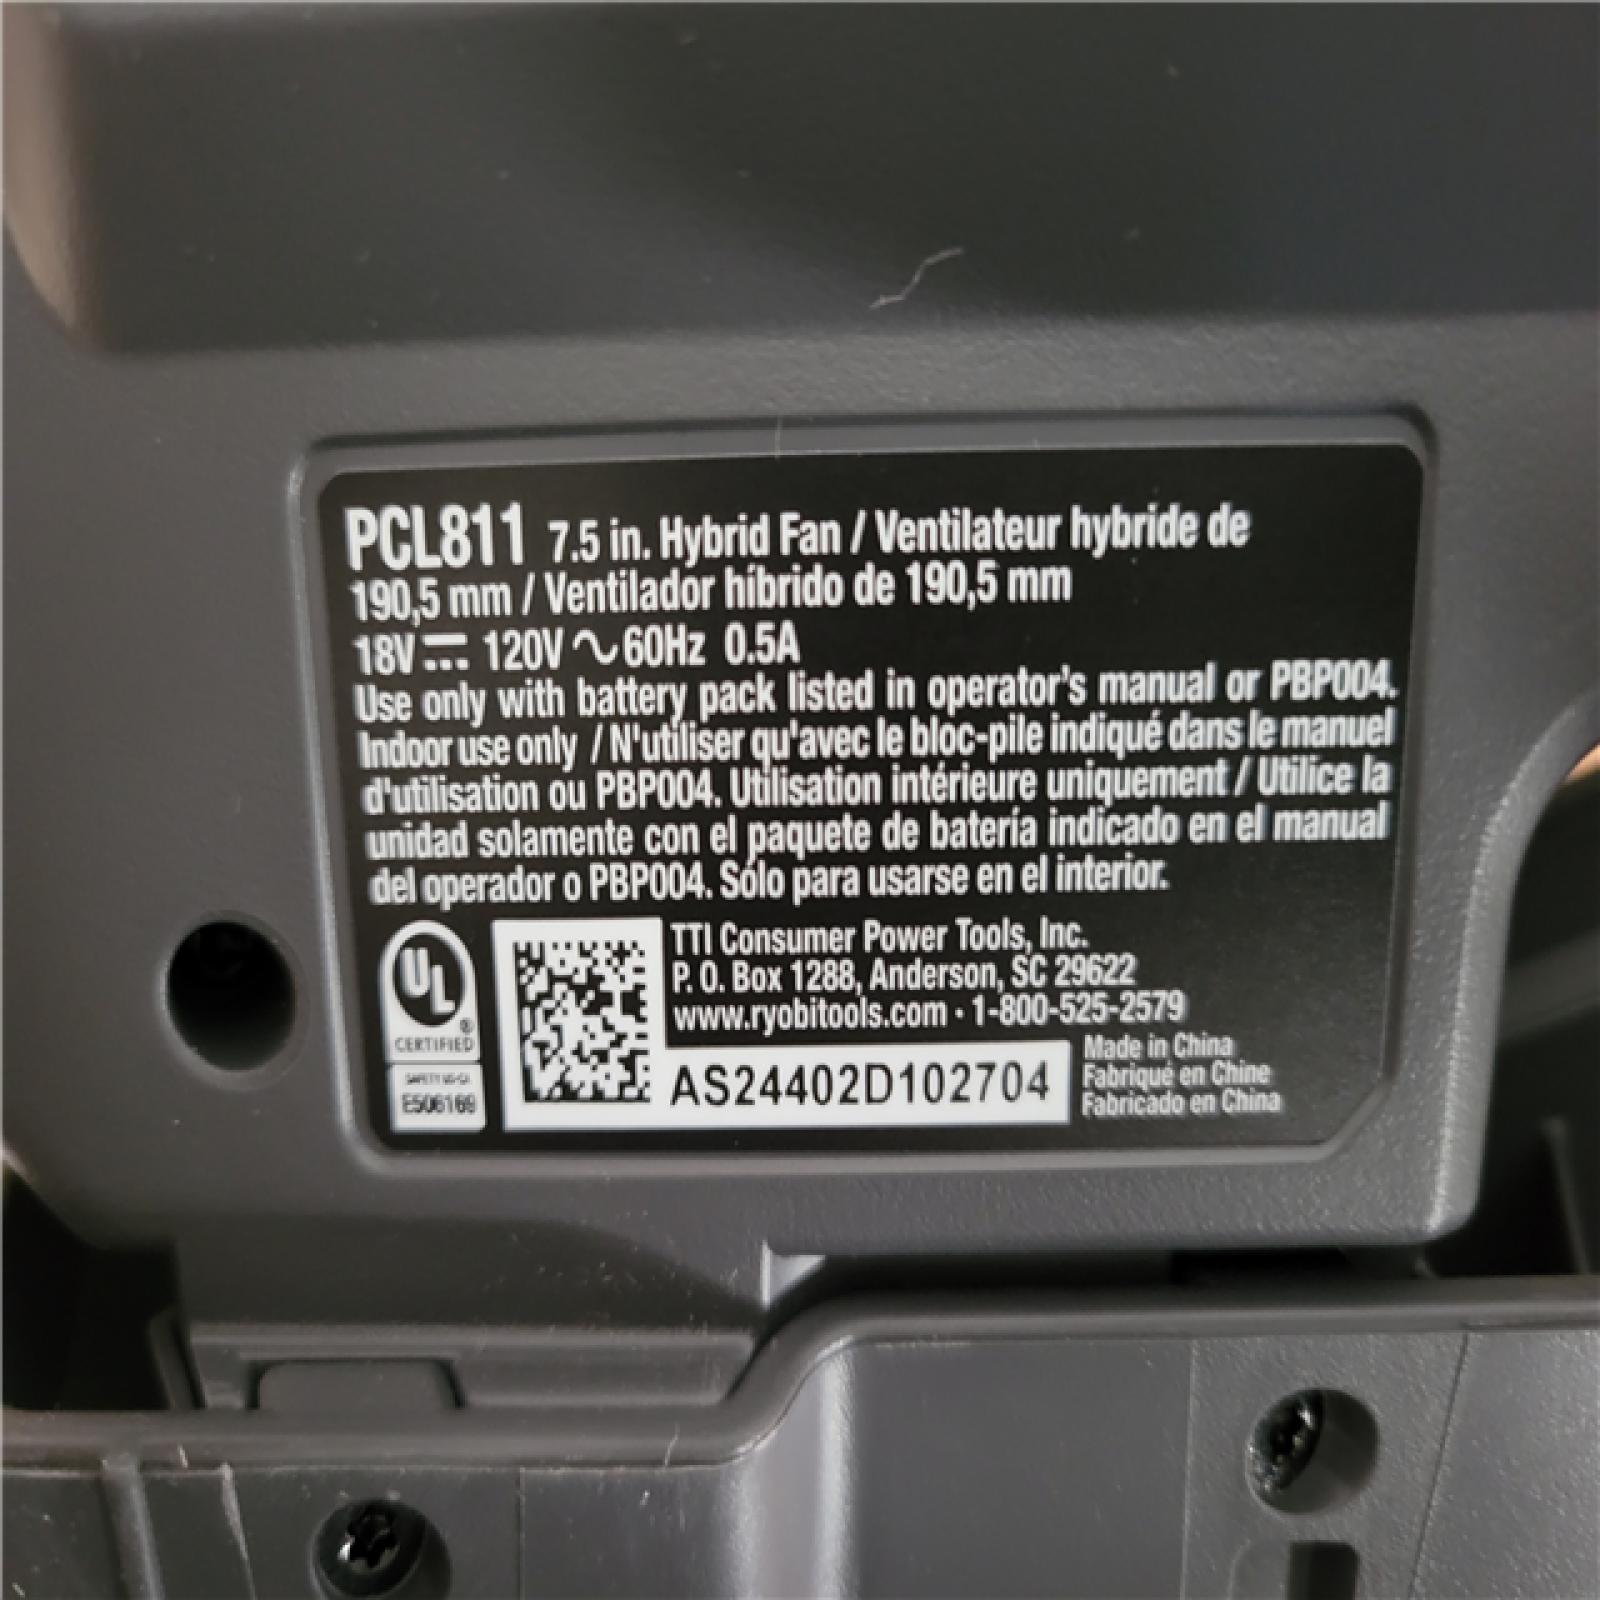 PCL811 7.5 in. Hybrid Fan / Ventilateur hybride de
190,5 mm / Ventilador híbrido de 190,5 mm
18V ⎓ 120V ∿ 60Hz 0.5A
Use only with battery pack listed in operator's manual or PBP004.
Indoor use only / N'utiliser qu'avec le bloc-pile indiqué dans le manuel
d'utilisation ou PBP004. Utilisation intérieure uniquement / Utilice la
unidad solamente con el paquete de batería indicado en el manual
del operador o PBP004. Sólo para usarse en el interior.
UL
®
CERTIFIED
SAFETY US-CA
E506169
TTI Consumer Power Tools, Inc.
P. O. Box 1288, Anderson, SC 29622
www.ryobitools.com · 1-800-525-2579
AS24402D102704
Made in China
Fabriqué en Chine
Fabricado en China